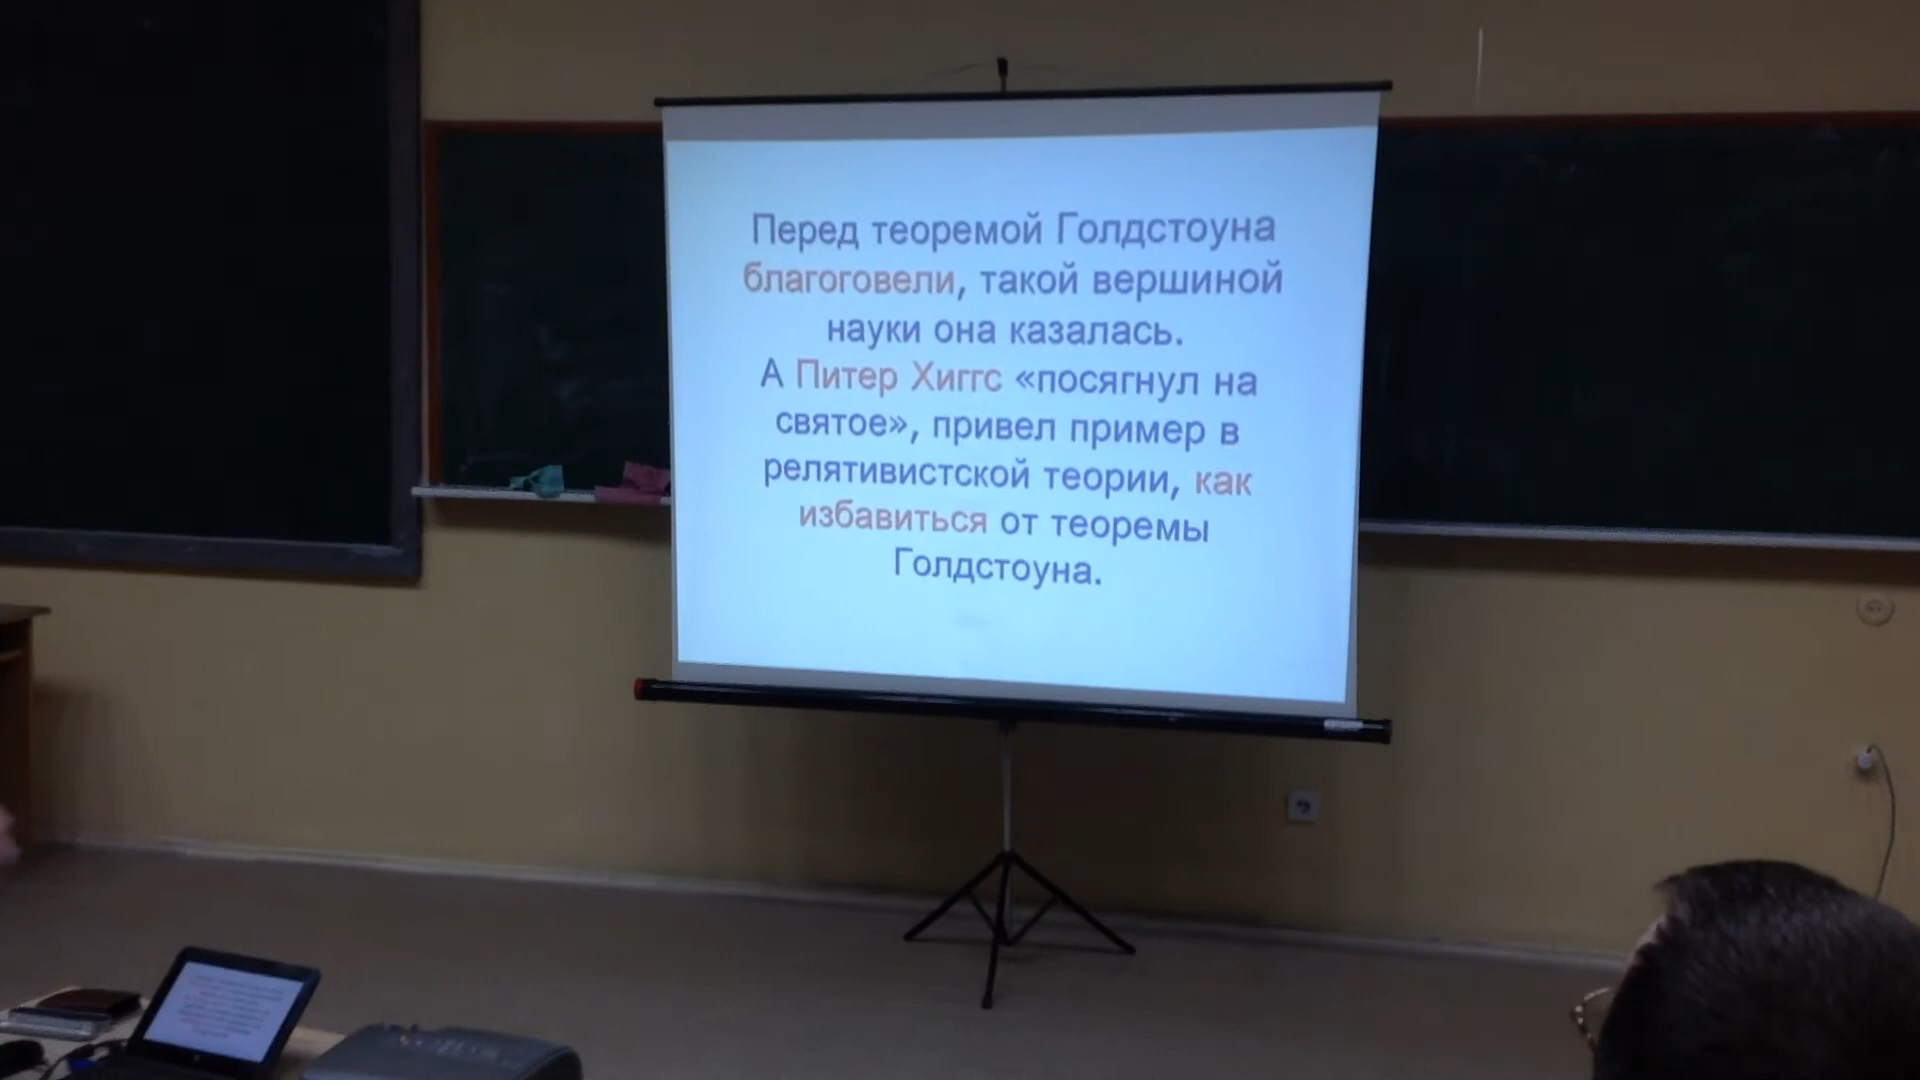 Перед теоремой Голдстоуна
благоговели, такой вершиной
науки она казалась.
А Питер Хиггс «посягнул на
святое», привел пример в
релятивистской теории, как
избавиться от теоремы
Голдстоуна.